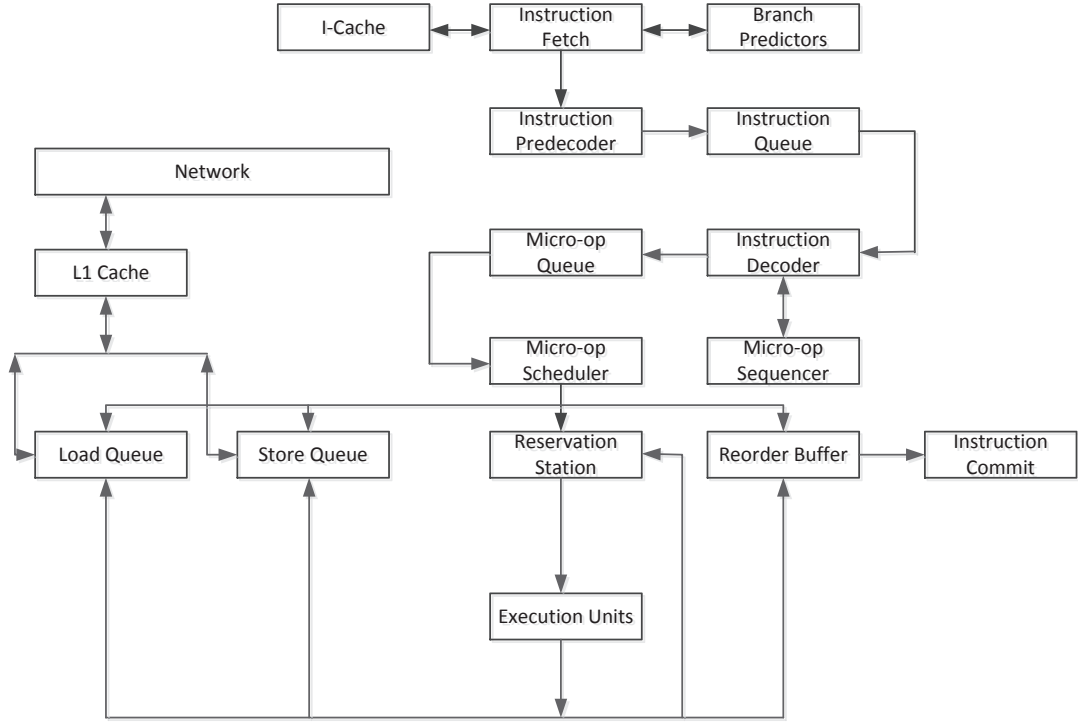 I-Cache
Instruction
Fetch
Branch
Predictors
Instruction
Predecoder
Instruction
Queue
Network
Micro-op
Queue
Instruction
Decoder
L1 Cache
Micro-op
Scheduler
Micro-op
Sequencer
Load Queue
Store Queue
Reservation
Station
Reorder Buffer
Instruction
Commit
Execution Units